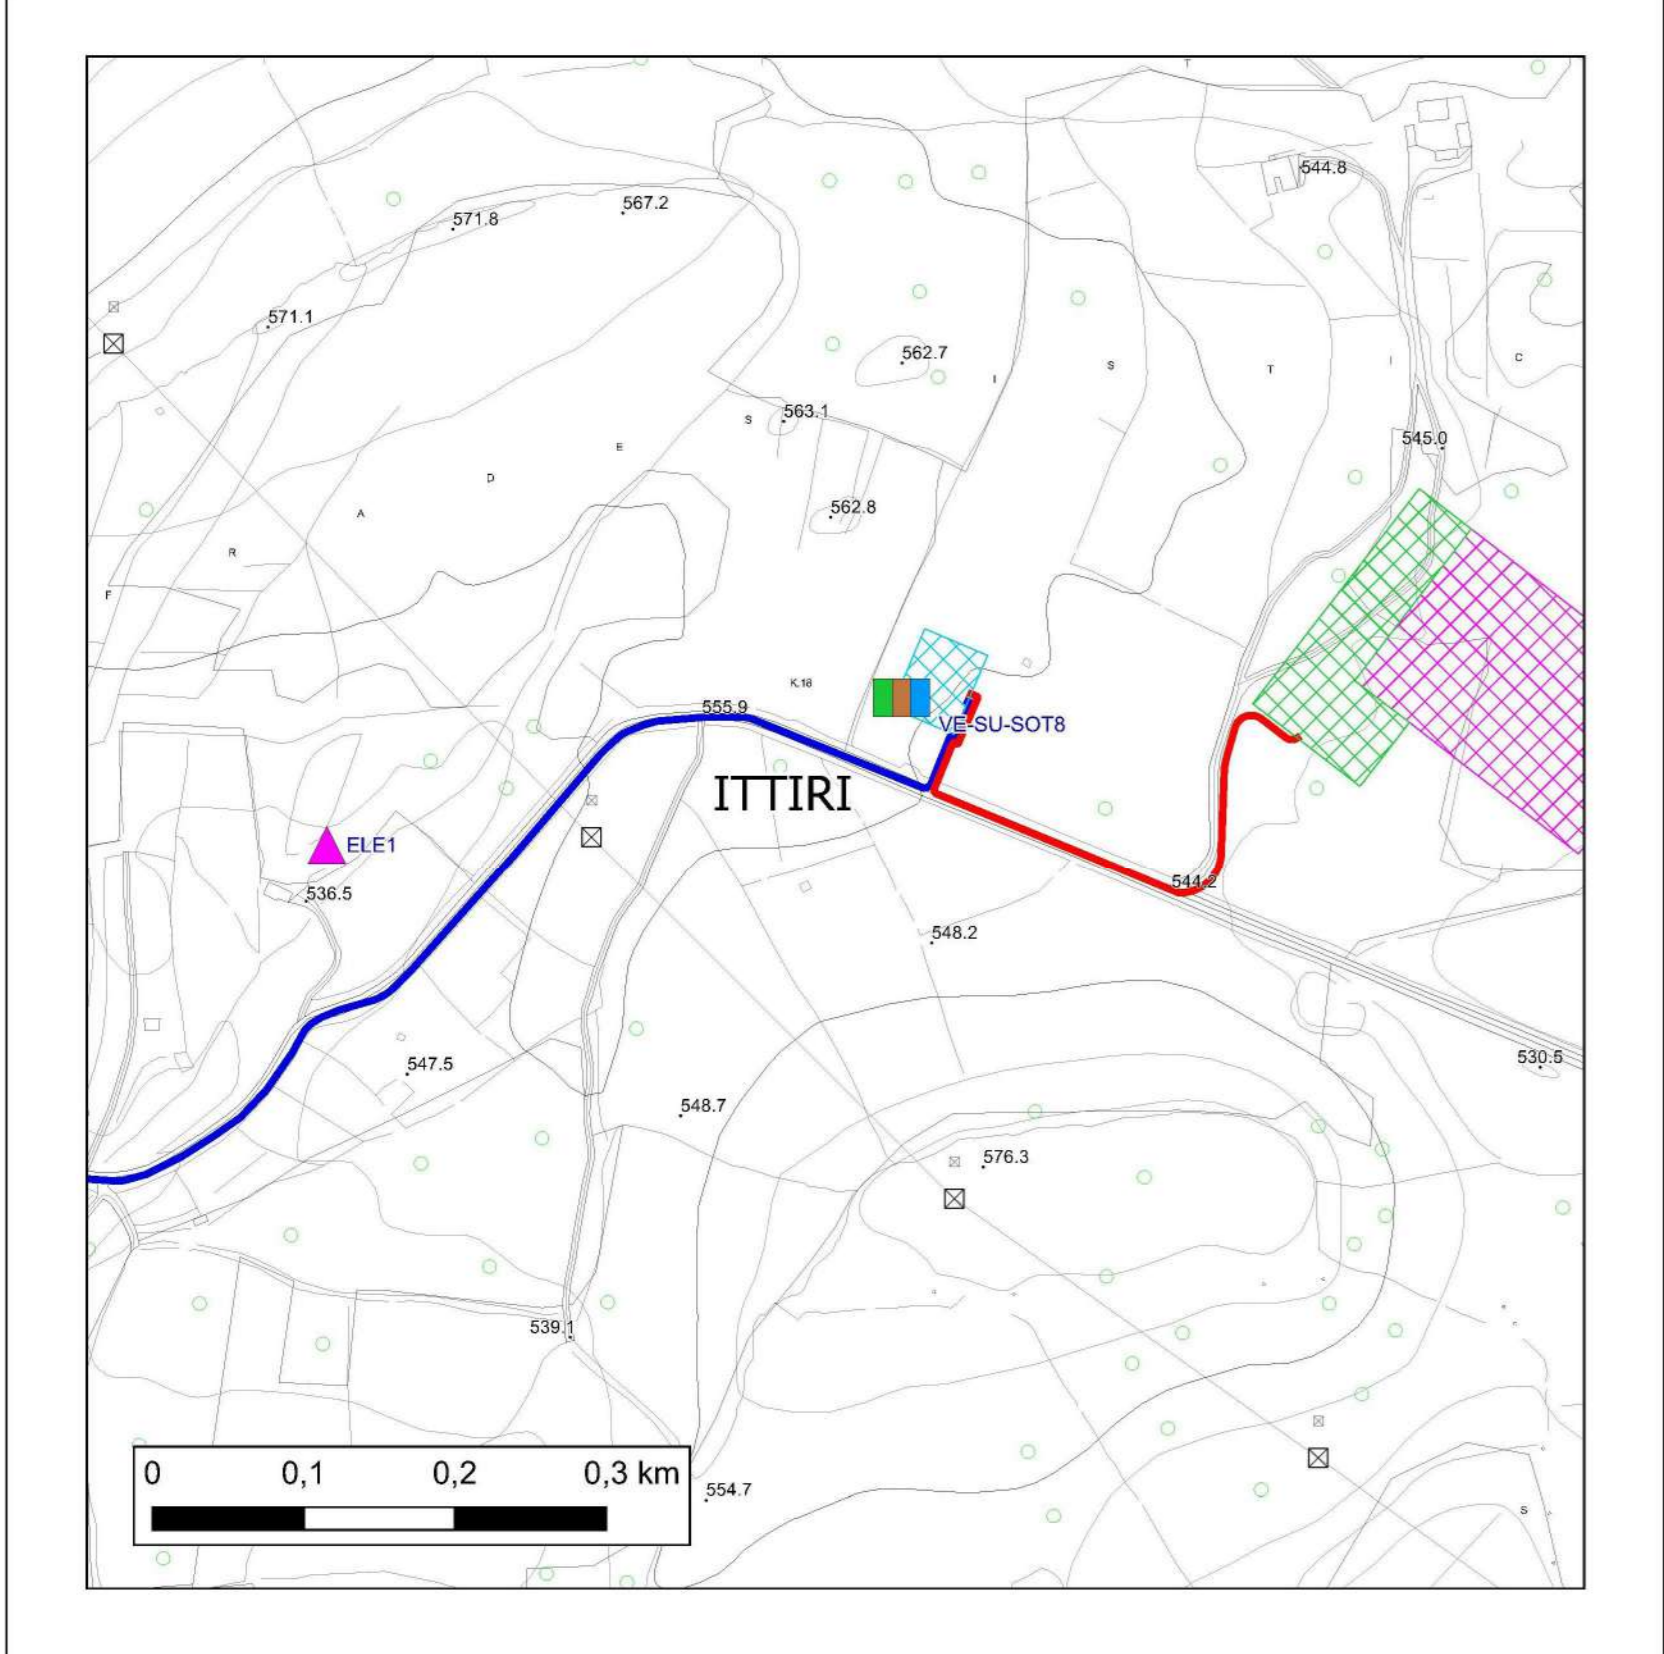 T
544.8
567.2
571.8
571.1
562.7
C
I
T
S
I
563.1
S
545.0
E
D
562.8
A
R
F
K.18
555.9
VE-SU-SOT8
ITTIRI
ELE1
544.2
536.5
548.2
530.5
547.5
548.7
576.3
539.1
0 0,1 0,2 0,3 km
554.7
S